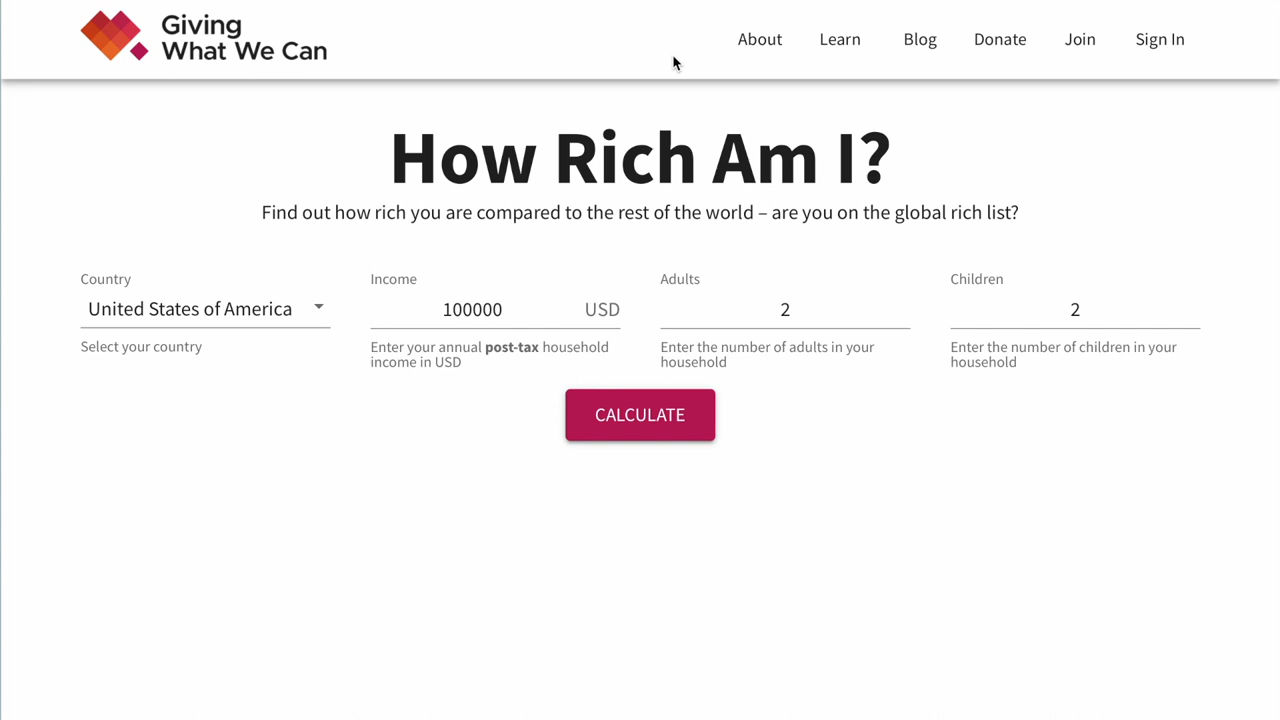 Giving
What We Can
About
Learn
Blog
Donate
Join
Sign In
How Rich Am I?
Find out how rich you are compared to the rest of the world – are you on the global rich list?
Country
United States of America
Select your country
Income
100000 USD
Enter your annual post-tax household
income in USD
Adults
2
Enter the number of adults in your
household
Children
2
Enter the number of children in your
household
CALCULATE